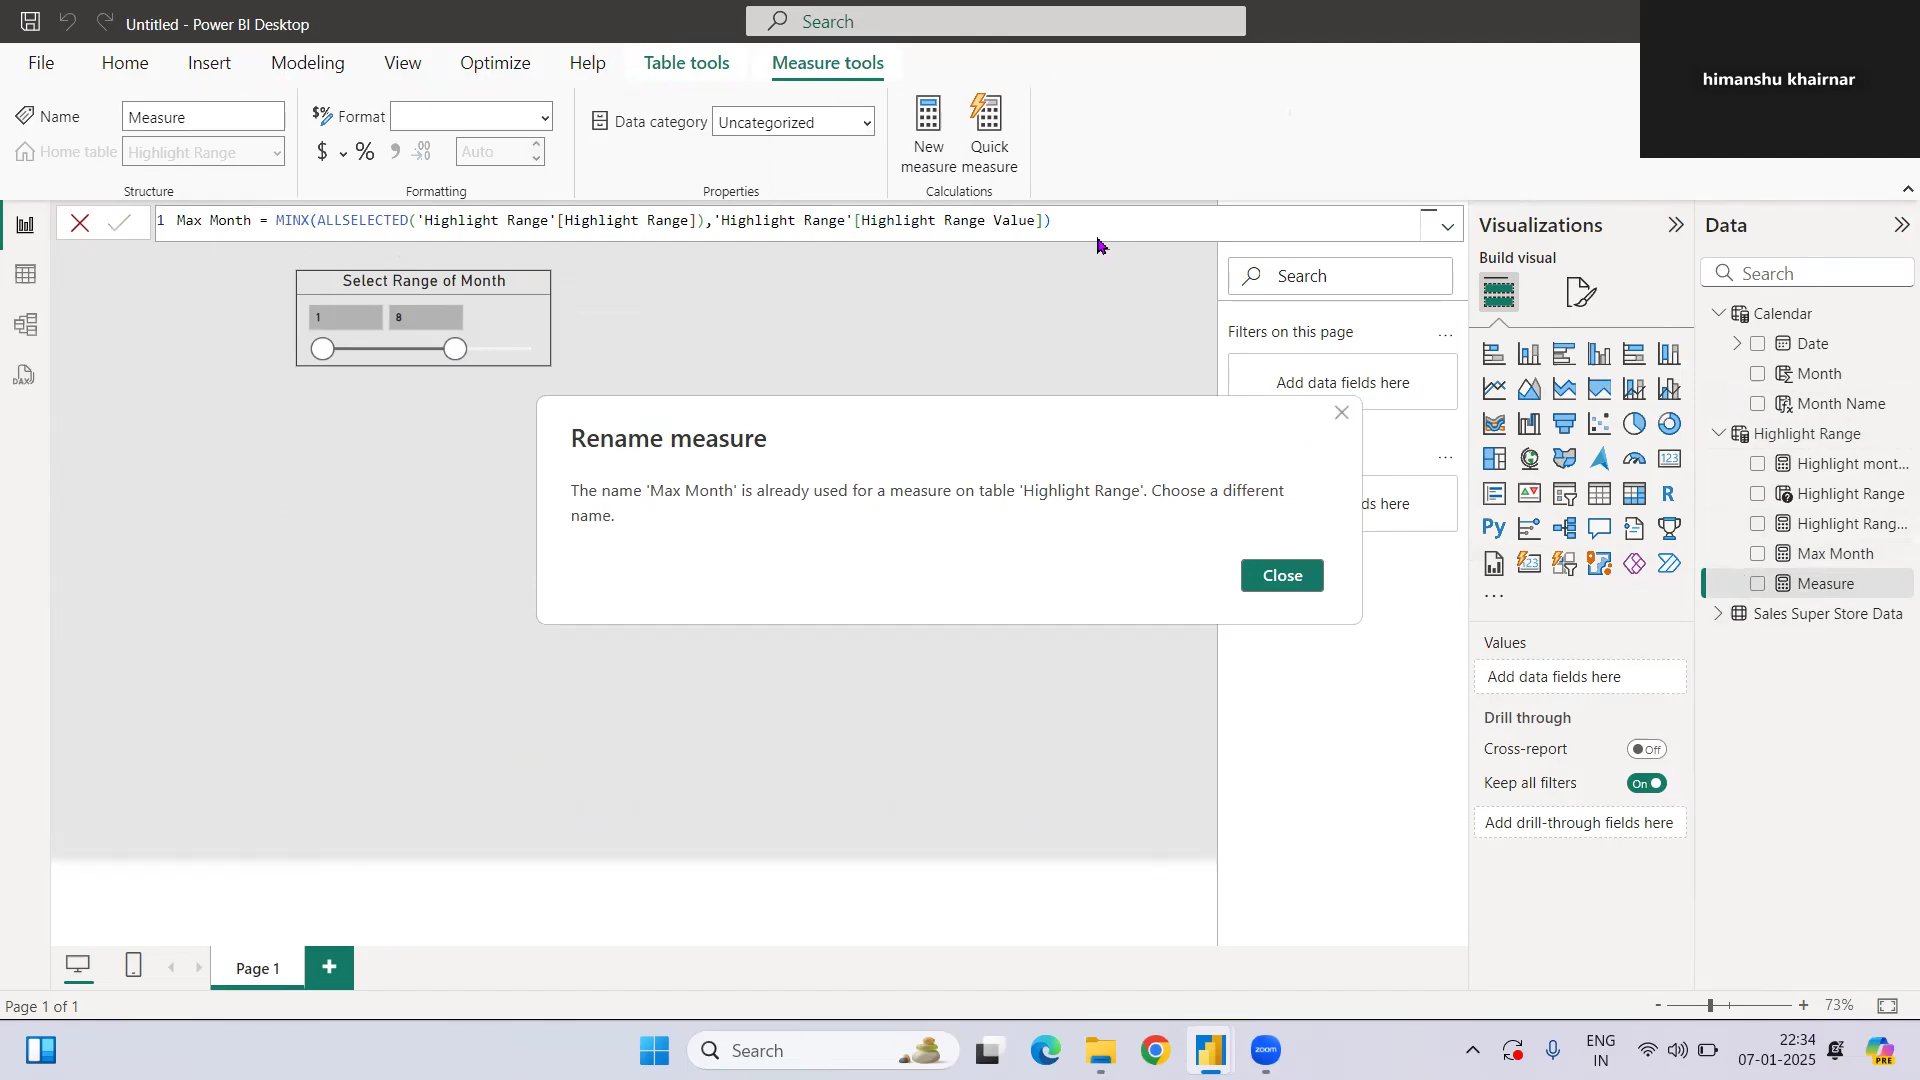 Untitled - Power BI Desktop
Search
himanshu khairnar
File Home Insert Modeling View Optimize Help Table tools Measure tools
Name Measure
Home table Highlight Range
Structure
Format
$ % Auto
Formatting
Data category Uncategorized
Properties
New measure
Quick measure
Calculations
1 Max Month = MINX(ALLSELECTED('Highlight Range'[Highlight Range]),'Highlight Range'[Highlight Range Value])
Select Range of Month
1 8
Search
Filters on this page ...
Add data fields here
...
ds here
Rename measure
The name 'Max Month' is already used for a measure on table 'Highlight Range'. Choose a different
name.
Close
Visualizations
Build visual
123
R
Py
...
Values
Add data fields here
Drill through
Cross-report Off
Keep all filters On
Add drill-through fields here
Data
Search
Calendar
Date
Month
Month Name
Highlight Range
Highlight mont...
Highlight Range
Highlight Rang...
Max Month
Measure
Sales Super Store Data
DAX
Page 1
+
Page 1 of 1
- + 73%
Search
zoom
ENG
IN
22:34
07-01-2025
PRE